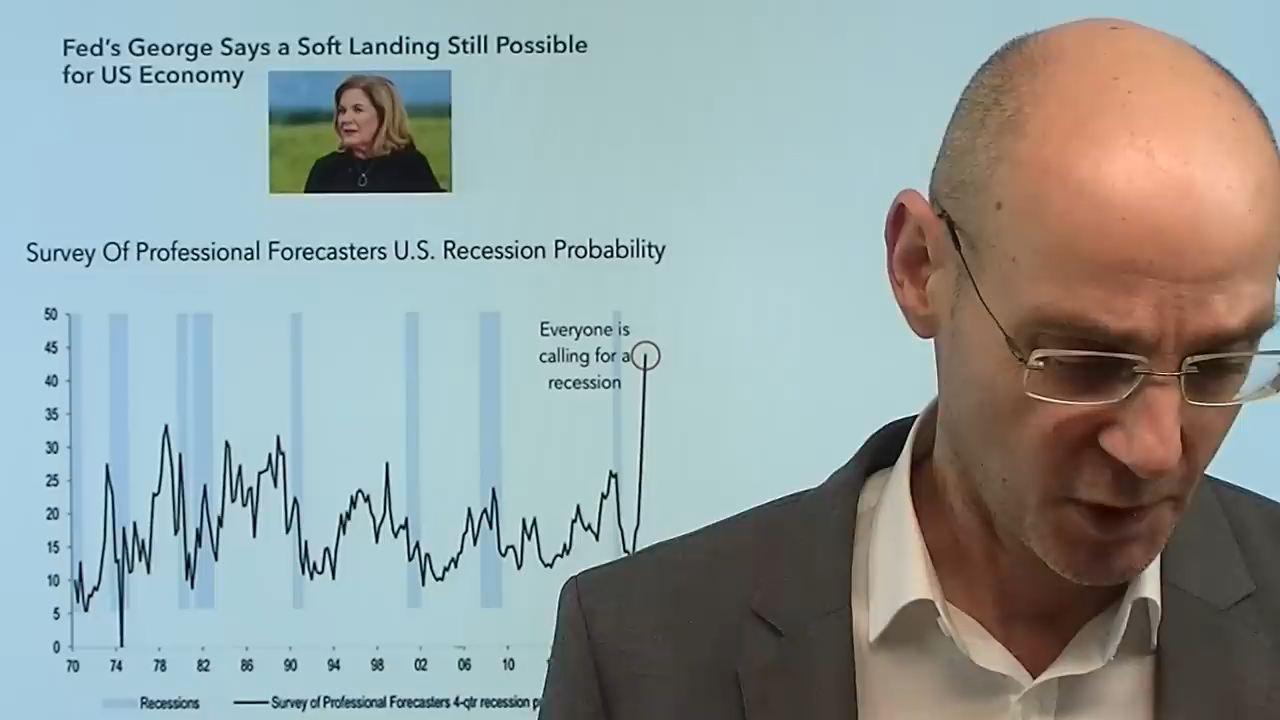 Fed's George Says a Soft Landing Still Possible
for US Economy
Survey Of Professional Forecasters U.S. Recession Probability
Everyone is
calling for a
recession
50
45
40
35
30
25
20
15
10
5
0
70 74 78 82 86 90 94 98 02 06 10
Recessions
Survey of Professional Forecasters 4-qtr recession